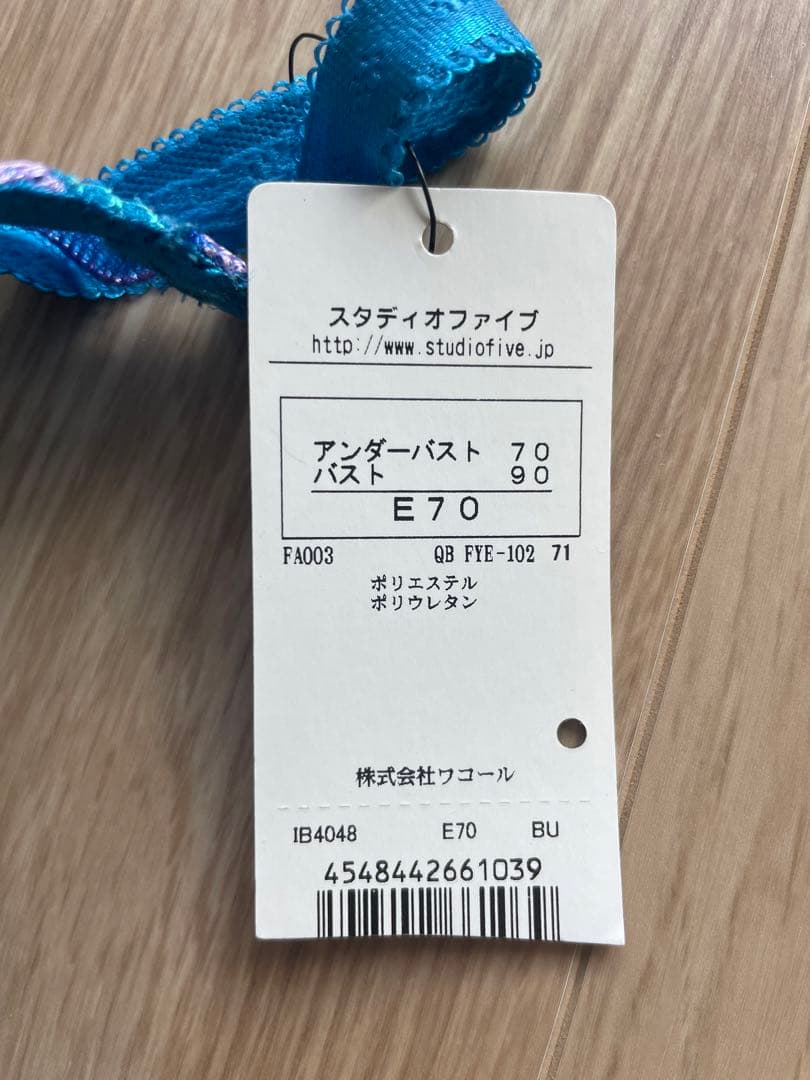 スタディオファイブ
http://www.studiofive.jp
アンダーバスト 70
バスト 90
E70
FA003 QB FYE-102 71
ポリエステル
ポリウレタン
株式会社ワコール
IB4048 E70 BU
4548442661039